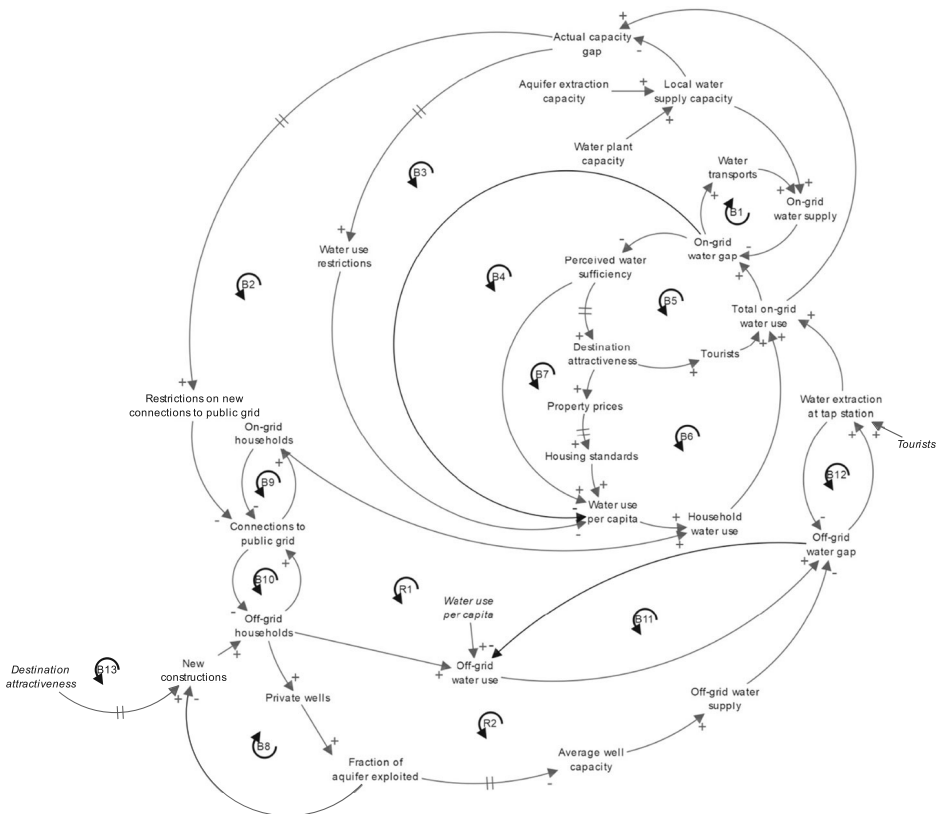 Actual capacity
gap
Aquifer extraction
capacity
Local water
supply capacity
Water plant
capacity
Water
transports
On-grid
water supply
B3
B1
Water use
restrictions
On-grid
water gap
Perceived water
sufficiency
B2
B4
B5
Total on-grid
water use
Destination
attractiveness
Tourists
B7
Restrictions on new
connections to public grid
Property prices
Water extraction
at tap station
Tourists
On-grid
households
B6
Housing standards
B9
B12
Water use
per capita
Household
water use
Connections to
public grid
Off-grid
water gap
B10
R1
Water use
per capita
B11
Off-grid
households
Destination
attractiveness
B13
New
constructions
Off-grid
water use
Private wells
Off-grid water
supply
R2
B8
Fraction of
aquifer exploited
Average well
capacity